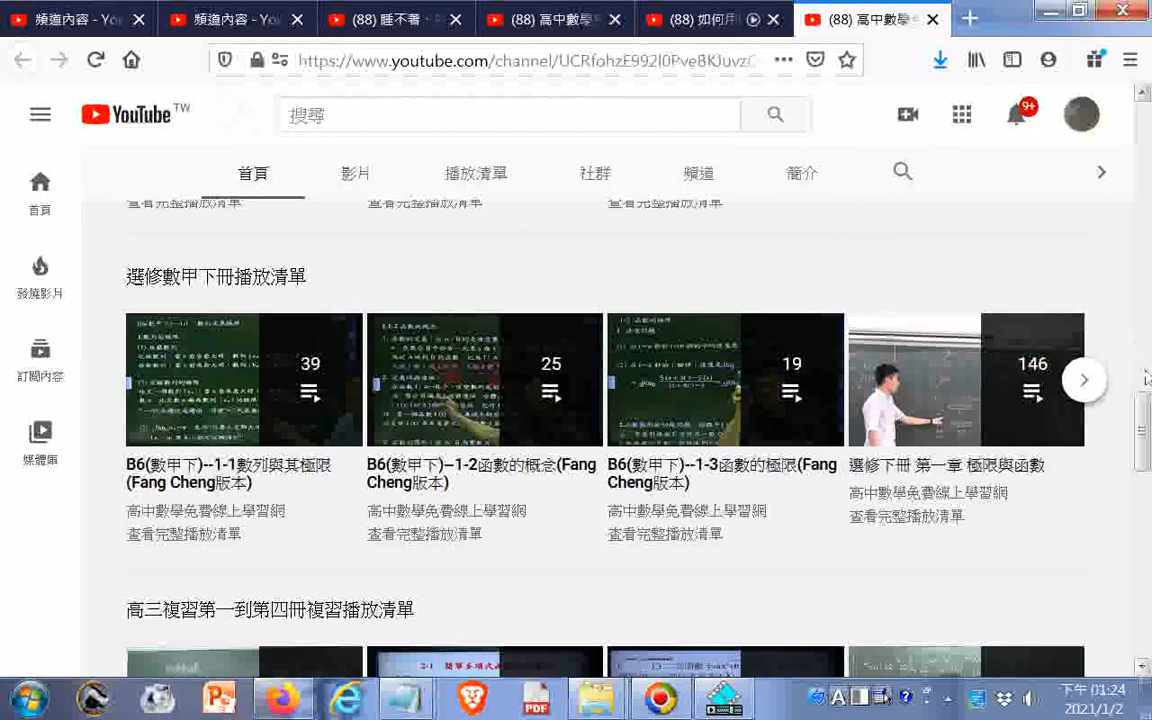 頻道內容 - Yo
頻道內容 - Yo
(88) 睡不著、
(88) 高中數學
(88) 如何用
(88) 高中數學
https://www.youtube.com/channel/
YouTube TW
搜尋
9+
首頁
影片
播放清單
社群
頻道
簡介
首頁
發燒影片
訂閱內容
媒體庫
查看完整播放清單
查看完整播放清單
查看完整播放清單
選修數甲下冊播放清單
39
25
19
146
B6(數甲下)--1-1數列與其極限
(Fang Cheng版本)
高中數學免費線上學習網
查看完整播放清單
B6(數甲下)--1-2函數的概念(Fang
Cheng版本)
高中數學免費線上學習網
查看完整播放清單
B6(數甲下)--1-3函數的極限(Fang
Cheng版本)
高中數學免費線上學習網
查看完整播放清單
選修下冊 第一章 極限與函數
高中數學免費線上學習網
查看完整播放清單
高三複習第一到第四冊複習播放清單
PDF
A
下午 01:24
2021/1/2